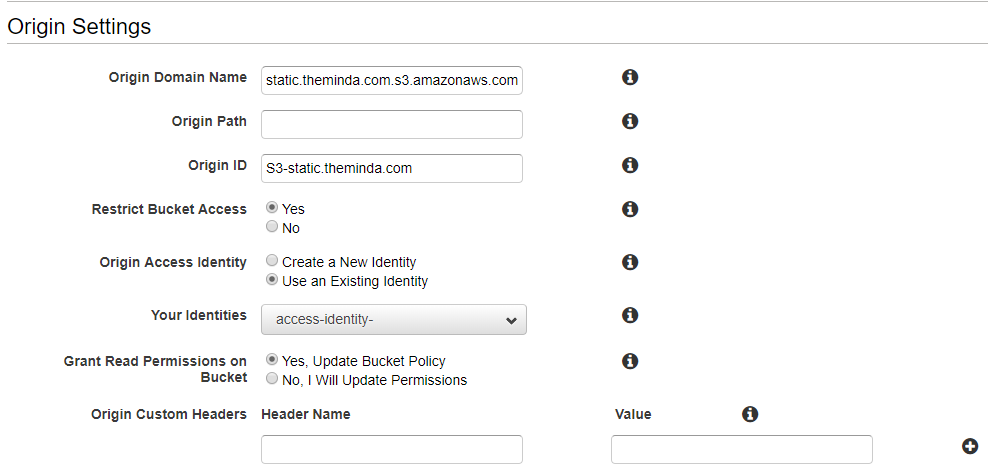 Origin Settings
Origin Domain Name static.theminda.com.s3.amazonaws.com
Origin Path
Origin ID S3-static.theminda.com
Restrict Bucket Access Yes
No
Origin Access Identity Create a New Identity
Use an Existing Identity
Your Identities access-identity-
Grant Read Permissions on Yes, Update Bucket Policy
Bucket No, I Will Update Permissions
Origin Custom Headers Header Name Value